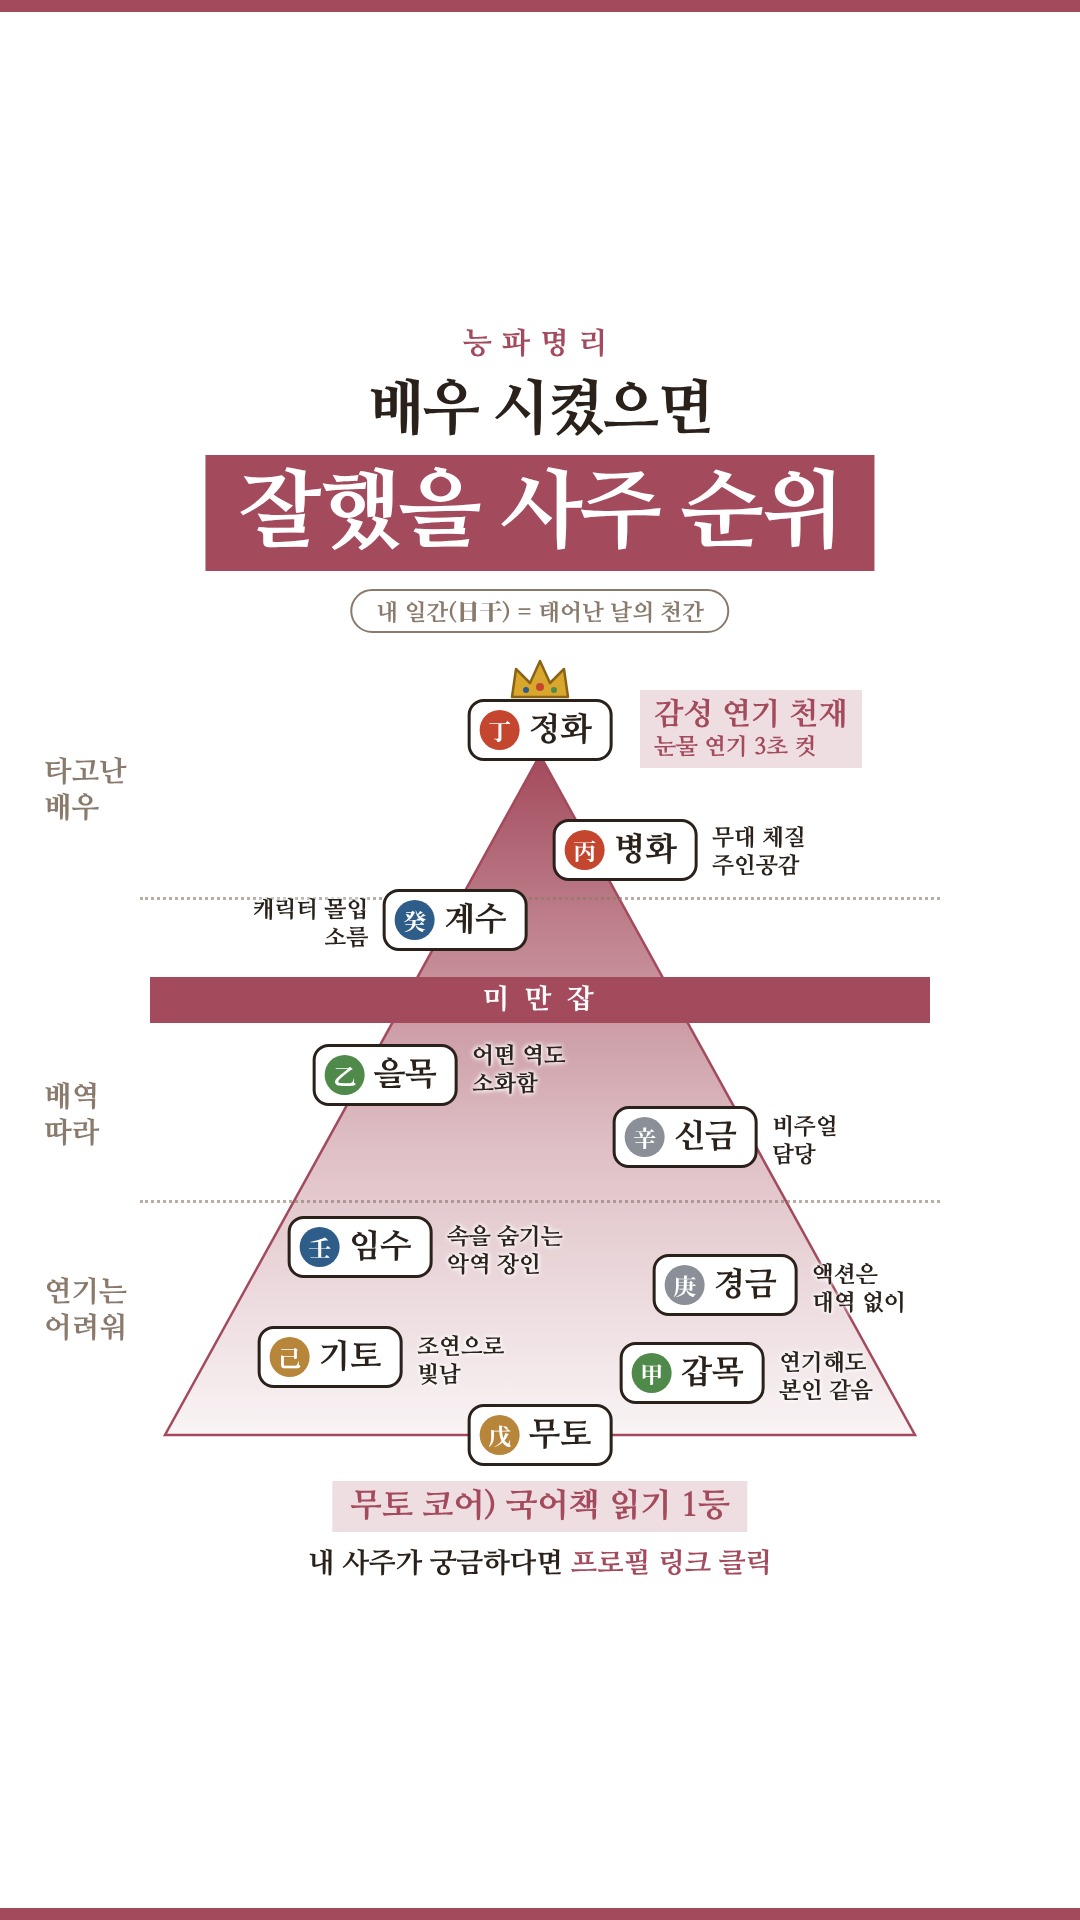 능파명리
배우 시켰으면
잘했을 사주 순위
내 일간(日干) = 태어난 날의 천간
丁 정화
감성 연기 천재
눈물 연기 3초 컷
타고난
배우
丙 병화
무대 체질
주인공감
캐릭터 몰입
소름
癸 계수
미만잡
乙 을목
어떤 역도
소화함
배역
따라
辛 신금
비주얼
담당
壬 임수
속을 숨기는
악역 장인
庚 경금
액션은
대역 없이
연기는
어려워
己 기토
조연으로
빛남
甲 갑목
연기해도
본인 같음
戊 무토
무토 코어) 국어책 읽기 1등
내 사주가 궁금하다면 프로필 링크 클릭